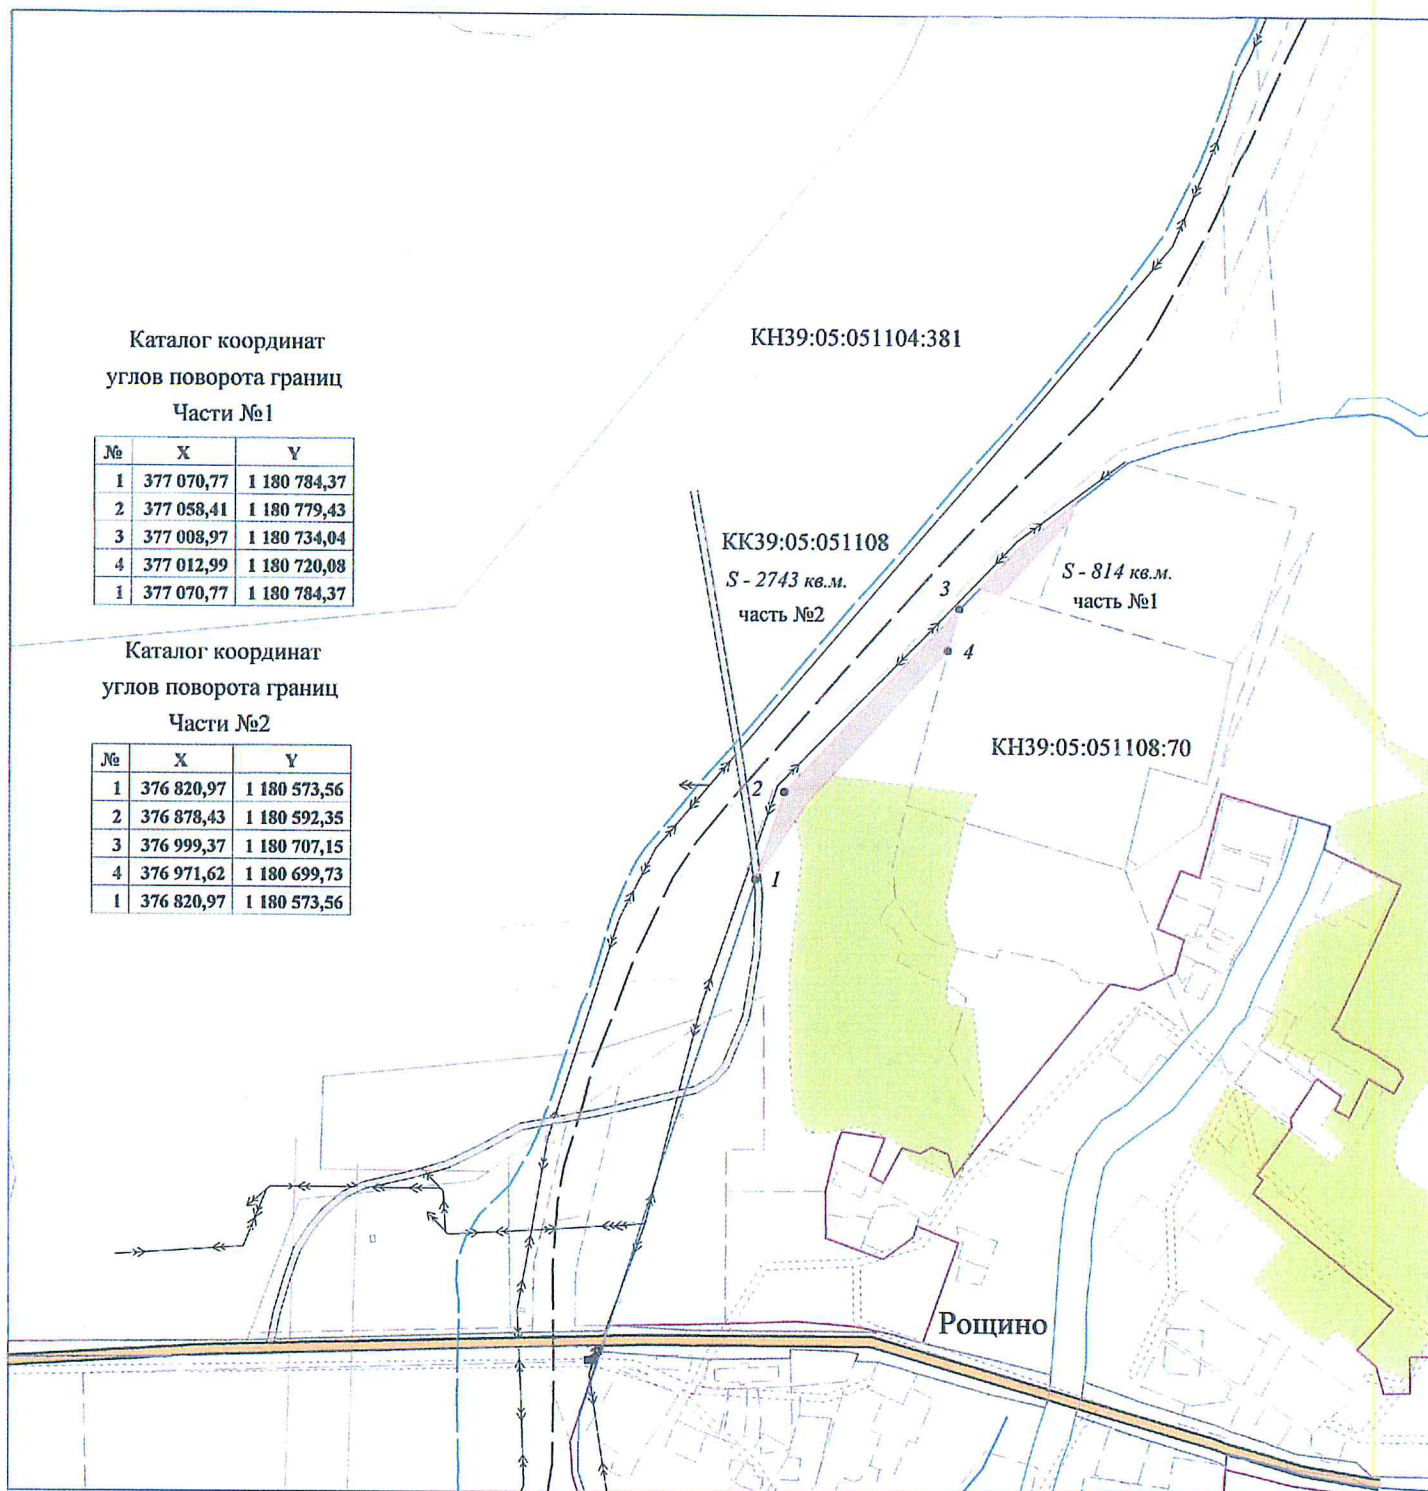 Каталог координат
углов поворота границ
Части №1
№ X Y
1 377 070,77 1 180 784,37
2 377 058,41 1 180 779,43
3 377 008,97 1 180 734,04
4 377 012,99 1 180 720,08
1 377 070,77 1 180 784,37
Каталог координат
углов поворота границ
Части №2
№ X Y
1 376 820,97 1 180 573,56
2 376 878,43 1 180 592,35
3 376 999,37 1 180 707,15
4 376 971,62 1 180 699,73
1 376 820,97 1 180 573,56
КН39:05:051104:381
КК39:05:051108
S - 2743 кв.м.
часть №2
S - 814 кв.м.
часть №1
3
4
КН39:05:051108:70
2
1
Рощино